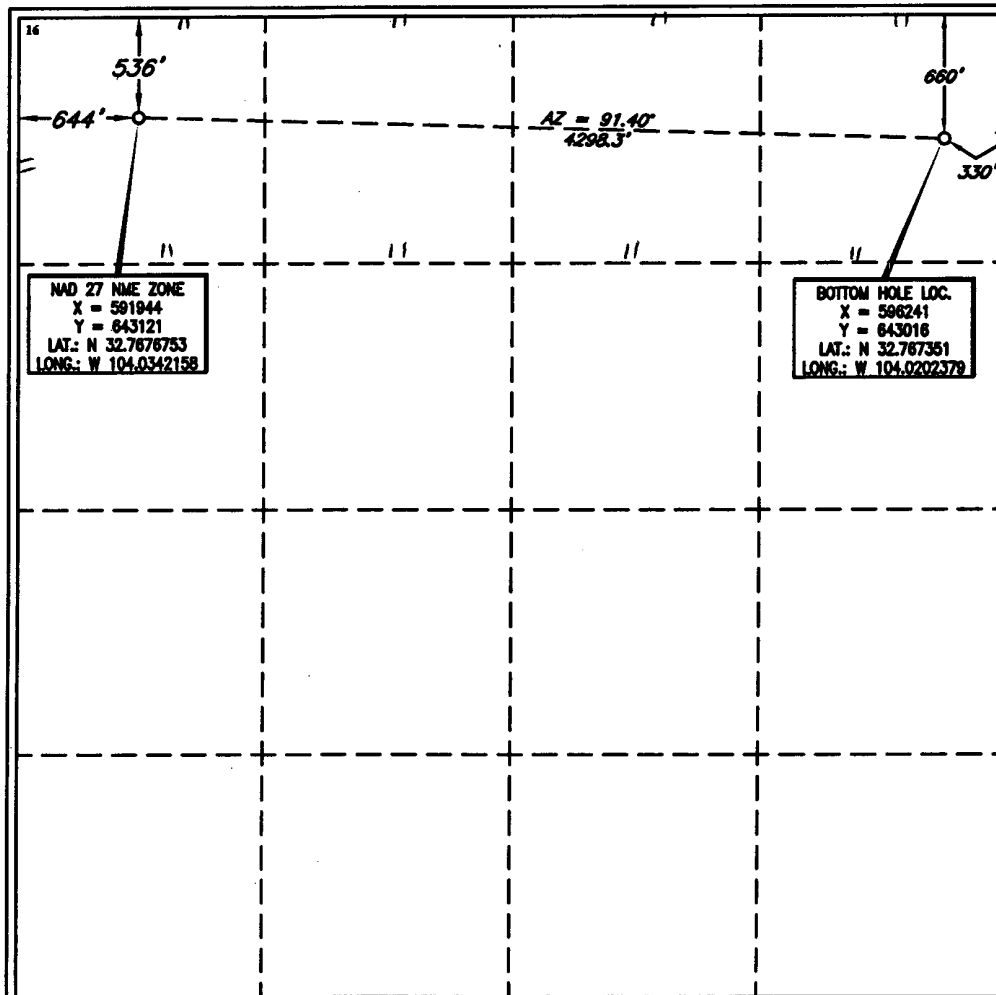 16
536'
660'
644'
AZ = 91.40°
4298.3'
330'
NAD 27 NME ZONE
X = 591944
Y = 643121
LAT.: N 32.7676753
LONG.: W 104.0342158
BOTTOM HOLE LOC.
X = 596241
Y = 643016
LAT.: N 32.767351
LONG.: W 104.0202379